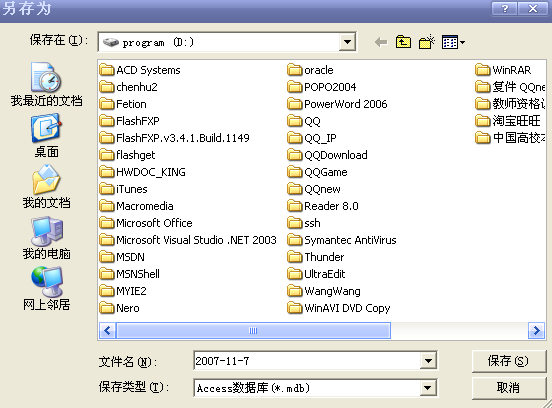 另存为
保存在(I):
program (D:)
我最近的文档
桌面
我的文档
我的电脑
网上邻居
ACD Systems
chenhu2
Fetion
FlashFXP
FlashFXP.v3.4.1.Build.1149
flashget
HWDOC_KING
iTunes
Macromedia
Microsoft Office
Microsoft Visual Studio .NET 2003
MSDN
MSNShell
MYIE2
Nero
oracle
POPO2004
PowerWord 2006
QQ
QQ_IP
QQDownload
QQGame
QQnew
Reader 8.0
ssh
Symantec AntiVirus
Thunder
UltraEdit
WangWang
WinAVI DVD Copy
WinRAR
复件 QQne
教师资格
淘宝旺旺
中国高校
文件名(N):
2007-11-7
保存(S)
保存类型(T):
Access数据库(*.mdb)
取消